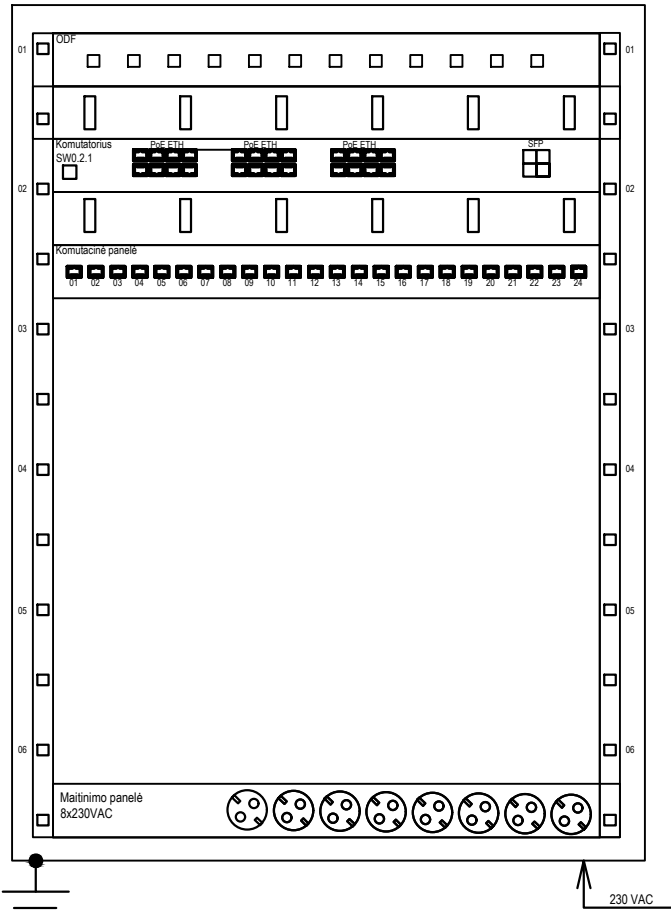 ODF
01 01
Komutatorius
SW0.2.1
PoE ETH PoE ETH PoE ETH SFP
02 02
Komutacinė panelė
01 02 03 04 05 06 07 08 09 10 11 12 13 14 15 16 17 18 19 20 21 22 23 24
03 03
04 04
05 05
06 06
Maitinimo panelė
8x230VAC
230 VAC